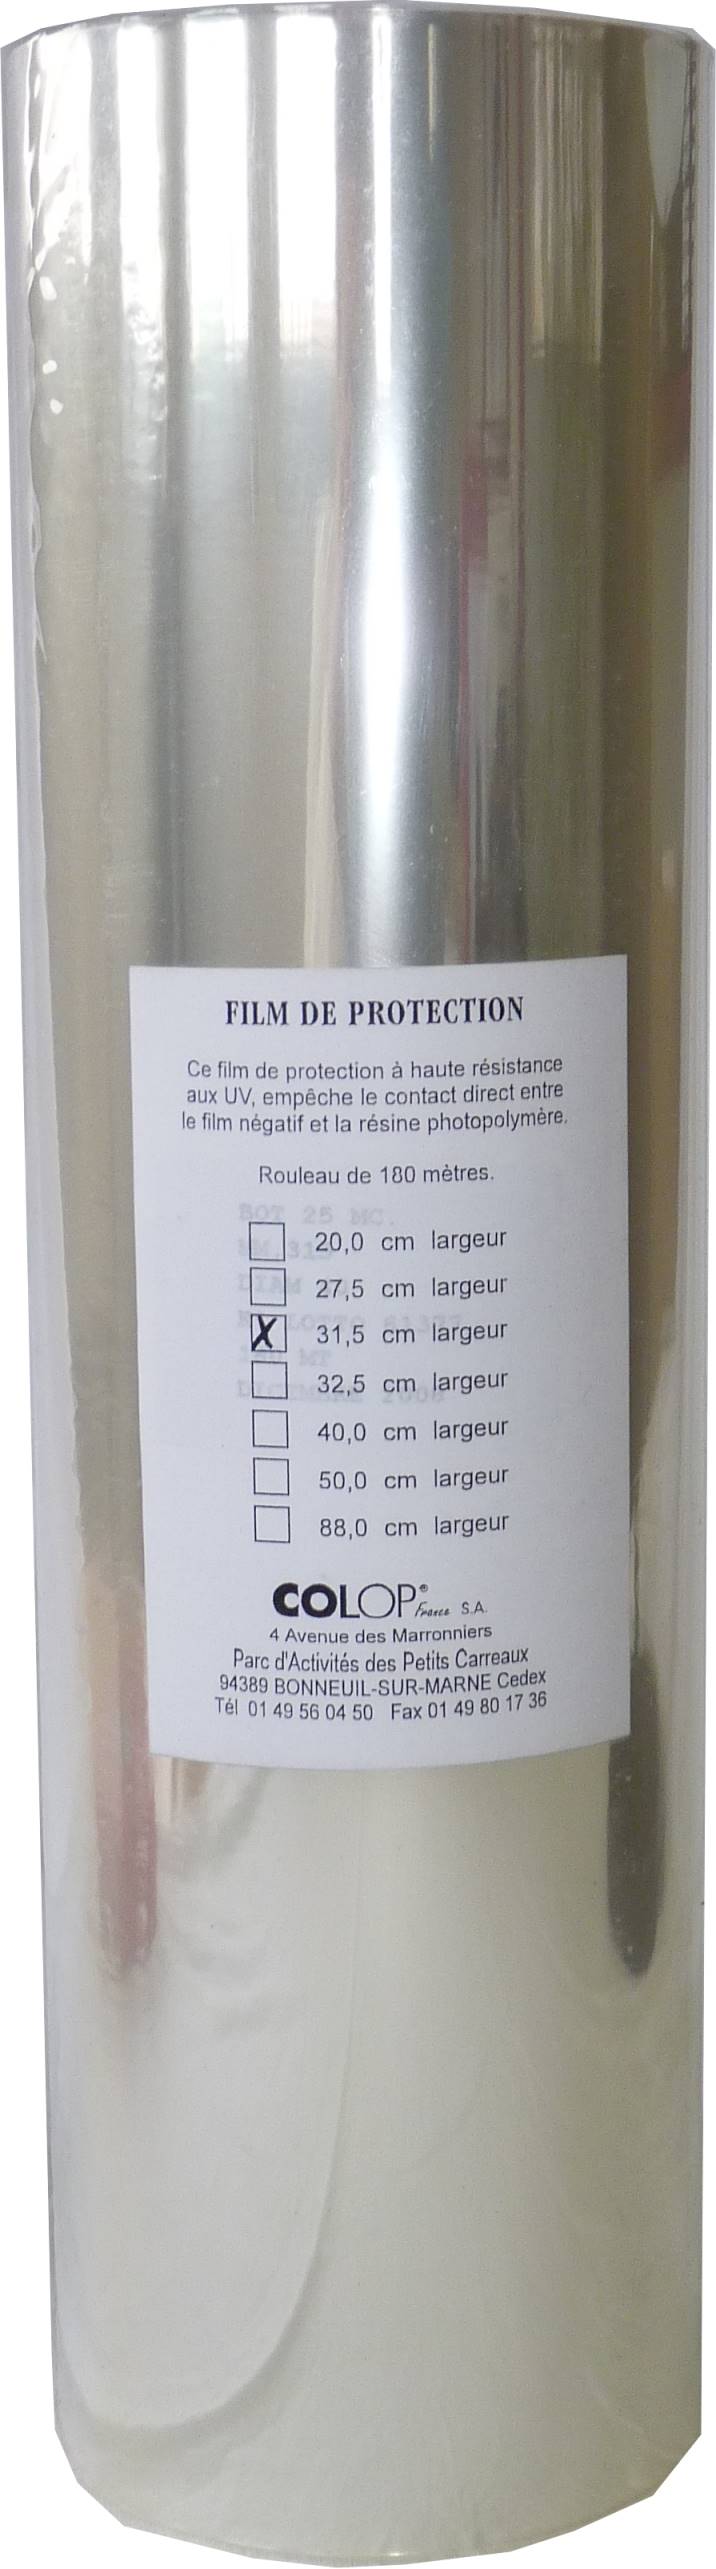 FILM DE PROTECTION
Ce film de protection à haute résistance
aux UV, empêche le contact direct entre
le film négatif et la résine photopolymère.
Rouleau de 180 mètres.
20,0 cm largeur
27,5 cm largeur
X 31,5 cm largeur
32,5 cm largeur
40,0 cm largeur
50,0 cm largeur
88,0 cm largeur
COLOP® France S.A.
4 Avenue des Marronniers
Parc d'Activités des Petits Carreaux
94389 BONNEUIL-SUR-MARNE Cedex
Tél 01 49 56 04 50 Fax 01 49 80 17 36